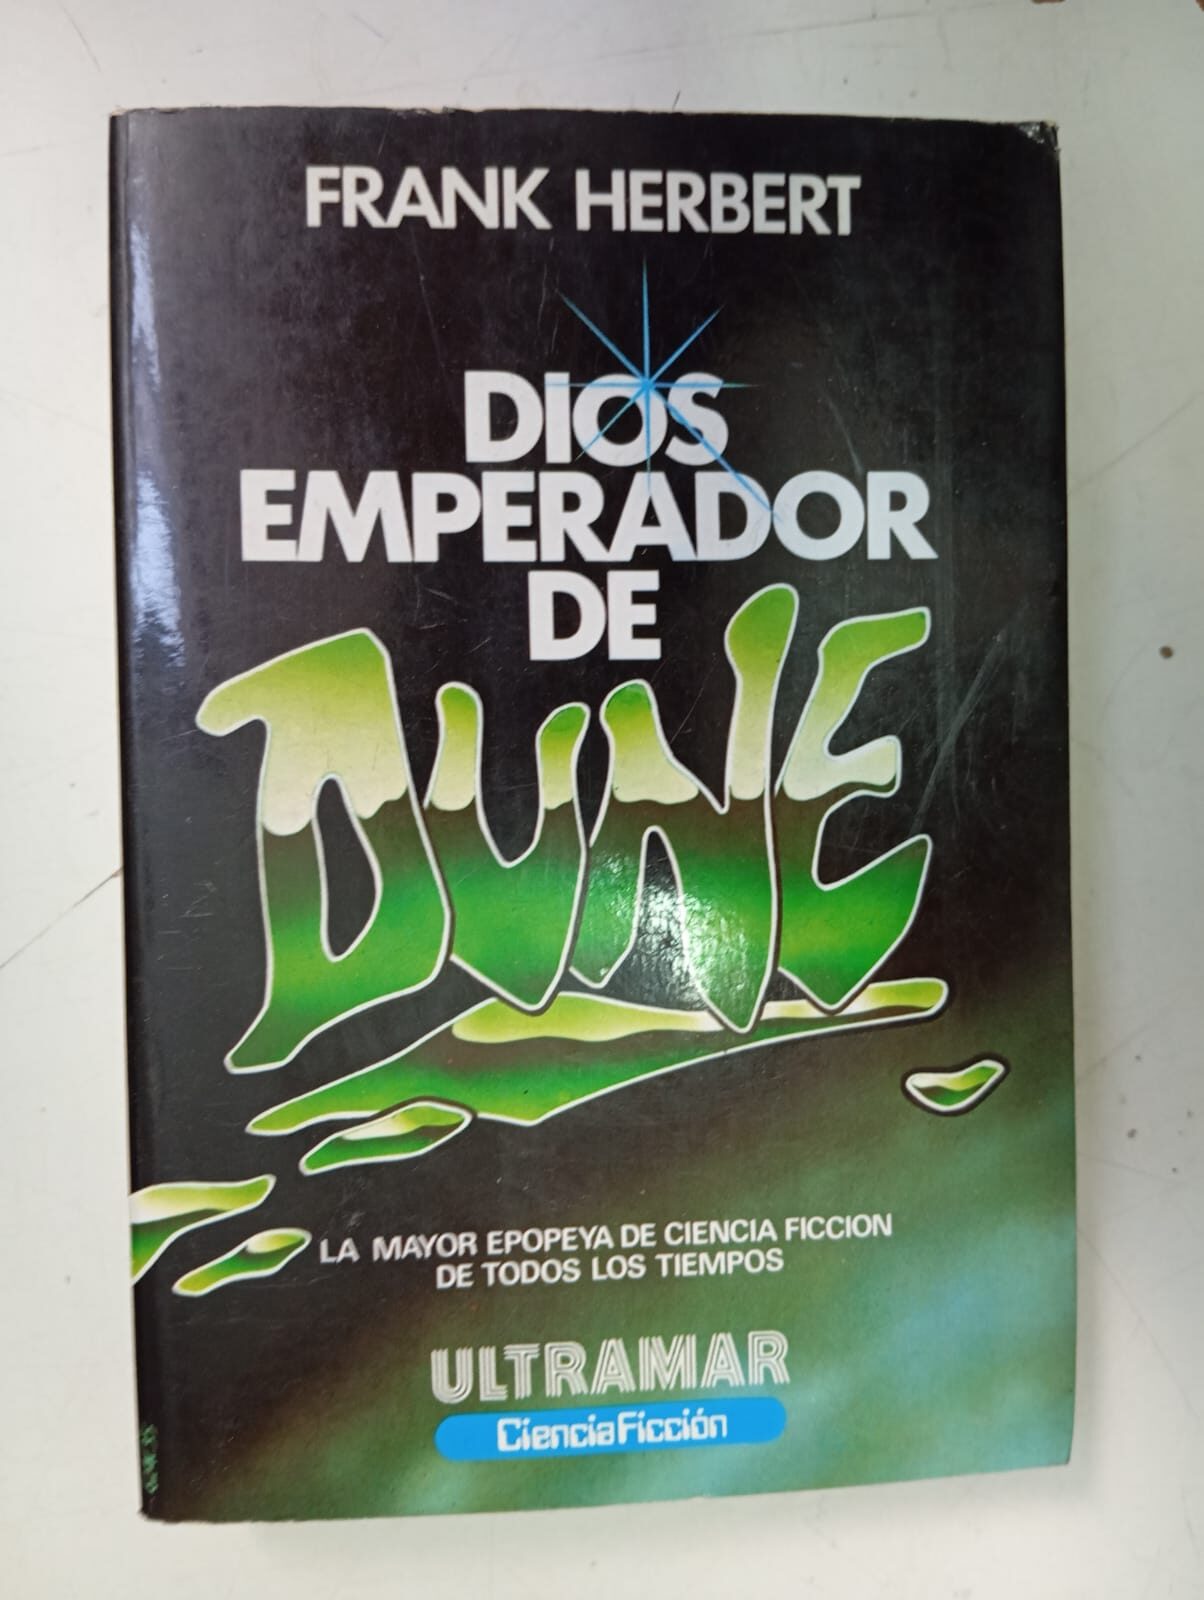 FRANK HERBERT
DIOS
EMPERADOR
DE
DUNE
LA MAYOR EPOPEYA DE CIENCIA FICCION
DE TODOS LOS TIEMPOS
ULTRAMAR
Ciencia Ficción